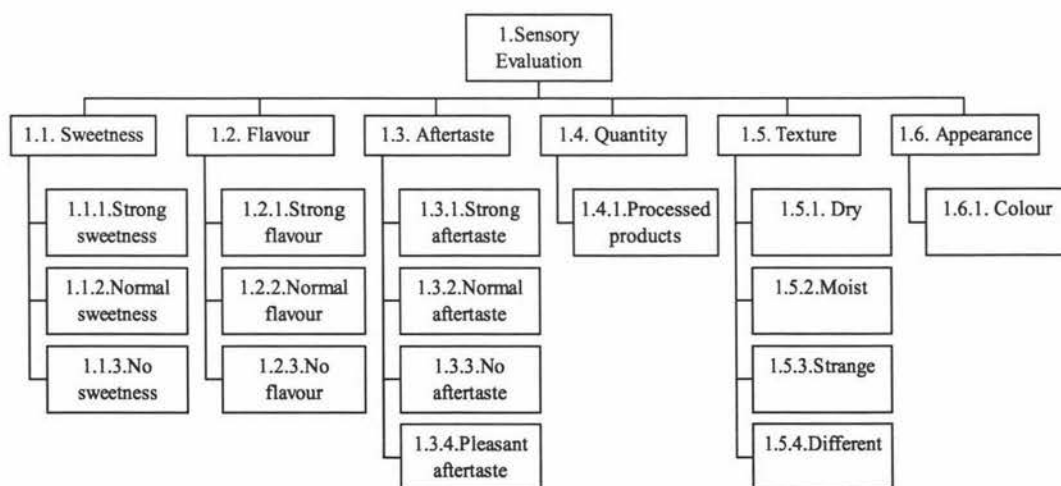 1.Sensory
Evaluation
1.1. Sweetness
1.2. Flavour
1.3. Aftertaste
1.4. Quantity
1.5. Texture
1.6. Appearance
1.1.1.Strong
sweetness
1.1.2.Normal
sweetness
1.1.3.No
sweetness
1.2.1.Strong
flavour
1.2.2.Normal
flavour
1.2.3.No
flavour
1.3.1.Strong
aftertaste
1.3.2.Normal
aftertaste
1.3.3.No
aftertaste
1.3.4.Pleasant
aftertaste
1.4.1.Processed
products
1.5.1. Dry
1.5.2.Moist
1.5.3.Strange
1.5.4.Different
1.6.1. Colour